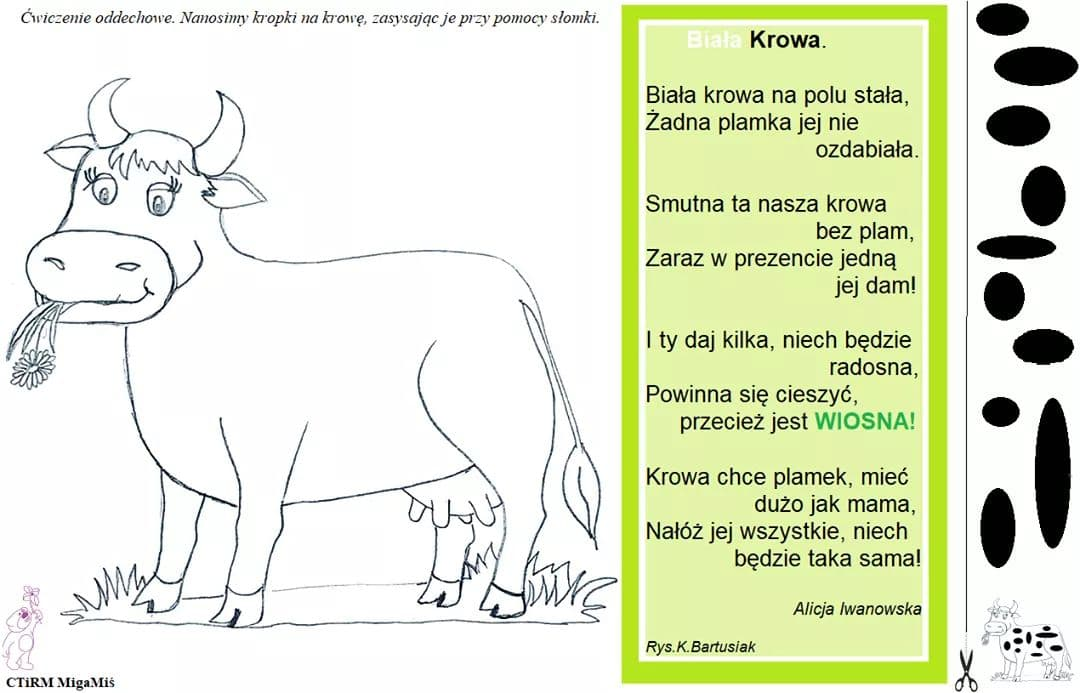 Ćwiczenie oddechowe. Nanosimy kropki na krowę, zasysając je przy pomocy słomki.
Biała Krowa.
Biała krowa na polu stała,
Żadna plamka jej nie
ozdabiała.
Smutna ta nasza krowa
bez plam,
Zaraz w prezencie jedną
jej dam!
I ty daj kilka, niech będzie
radosna,
Powinna się cieszyć,
przecież jest WIOSNA!
Krowa chce plamek, mieć
dużo jak mama,
Nałóż jej wszystkie, niech
będzie taka sama!
Alicja Iwanowska
Rys.K.Bartusiak
CTiRM MigaMiś